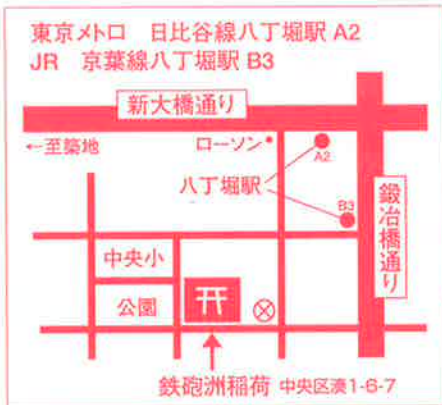 東京メトロ 日比谷線八丁堀駅 A2
JR 京葉線八丁堀駅 B3
新大橋通り
←至築地
ローソン
A2
八丁堀駅
B3
鍛冶橋通り
中央小
公園
鉄砲洲稲荷 中央区湊1-6-7